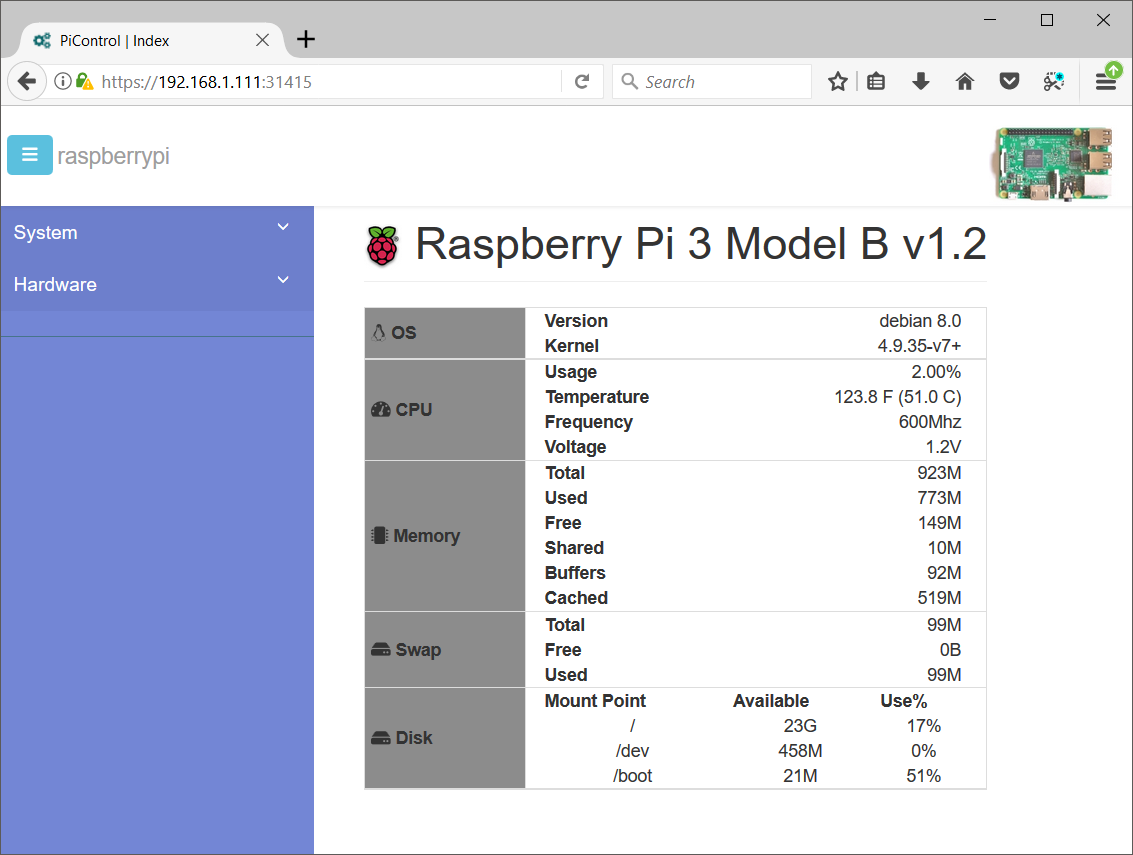 PiControl | Index
https://192.168.1.111:31415
Search
raspberrypi
System
Hardware
Raspberry Pi 3 Model B v1.2
OS
Version debian 8.0
Kernel 4.9.35-v7+
CPU
Usage 2.00%
Temperature 123.8 F (51.0 C)
Frequency 600Mhz
Voltage 1.2V
Memory
Total 923M
Used 773M
Free 149M
Shared 10M
Buffers 92M
Cached 519M
Swap
Total 99M
Free 0B
Used 99M
Disk
Mount Point Available Use%
/ 23G 17%
/dev 458M 0%
/boot 21M 51%